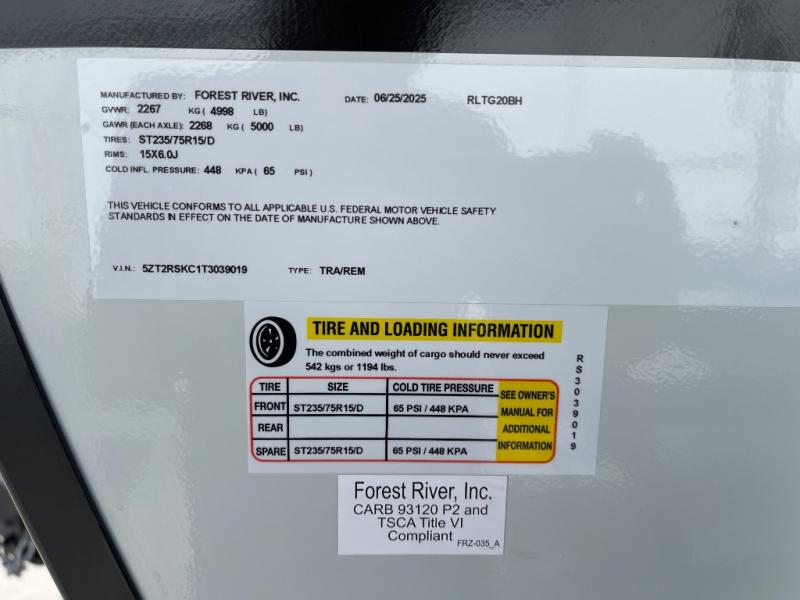 MANUFACTURED BY: FOREST RIVER, INC. DATE: 06/25/2025 RLTG20BH
GVWR: 2267 KG ( 4998 LB)
GAWR (EACH AXLE): 2268 KG ( 5000 LB)
TIRES: ST235/75R15/D
RIMS: 15X6.0J
COLD INFL. PRESSURE: 448 KPA ( 65 PSI )
THIS VEHICLE CONFORMS TO ALL APPLICABLE U.S. FEDERAL MOTOR VEHICLE SAFETY
STANDARDS IN EFFECT ON THE DATE OF MANUFACTURE SHOWN ABOVE.
V.I.N.: 5ZT2RSKC1T3039019 TYPE: TRA/REM
TIRE AND LOADING INFORMATION
The combined weight of cargo should never exceed
542 kgs or 1194 lbs.
TIRE SIZE COLD TIRE PRESSURE
FRONT ST235/75R15/D 65 PSI / 448 KPA
REAR
SPARE ST235/75R15/D 65 PSI / 448 KPA
SEE OWNER'S
MANUAL FOR
ADDITIONAL
INFORMATION
RS3039019
Forest River, Inc.
CARB 93120 P2 and
TSCA Title VI
Compliant
FRZ-035_A